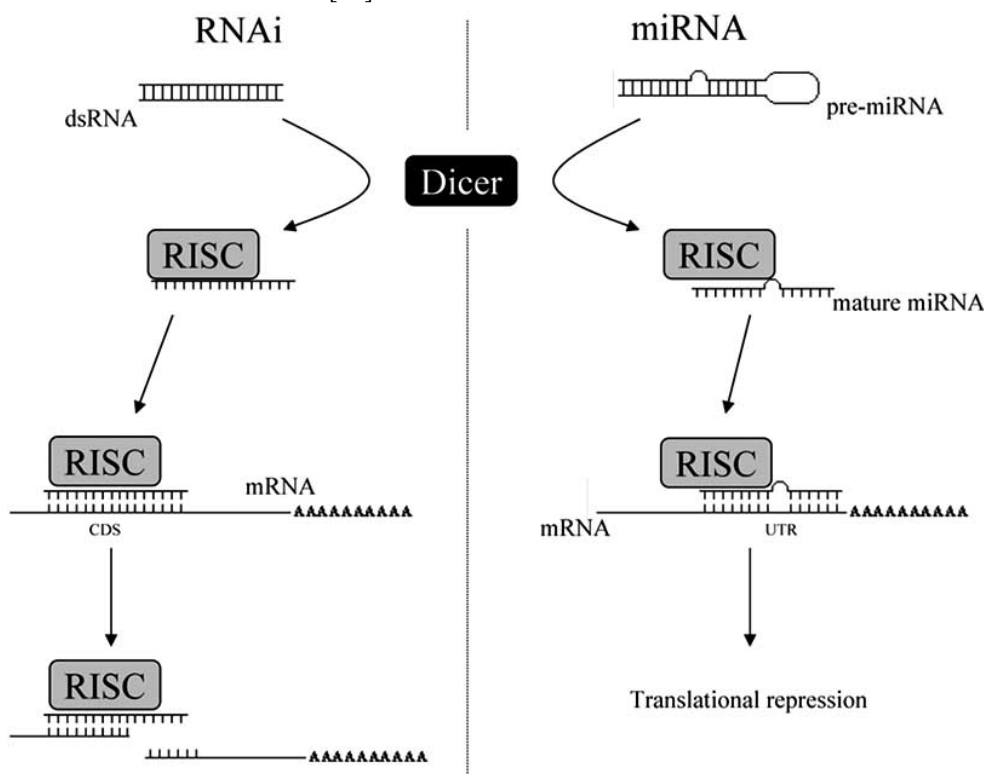 RNAi
miRNA
dsRNA
pre-miRNA
Dicer
RISC
RISC
mature miRNA
RISC
mRNA
AAAAAAAAAA
CDS
RISC
mRNA
AAAAAAAAAA
UTR
RISC
AAAAAAAAAA
Translational repression